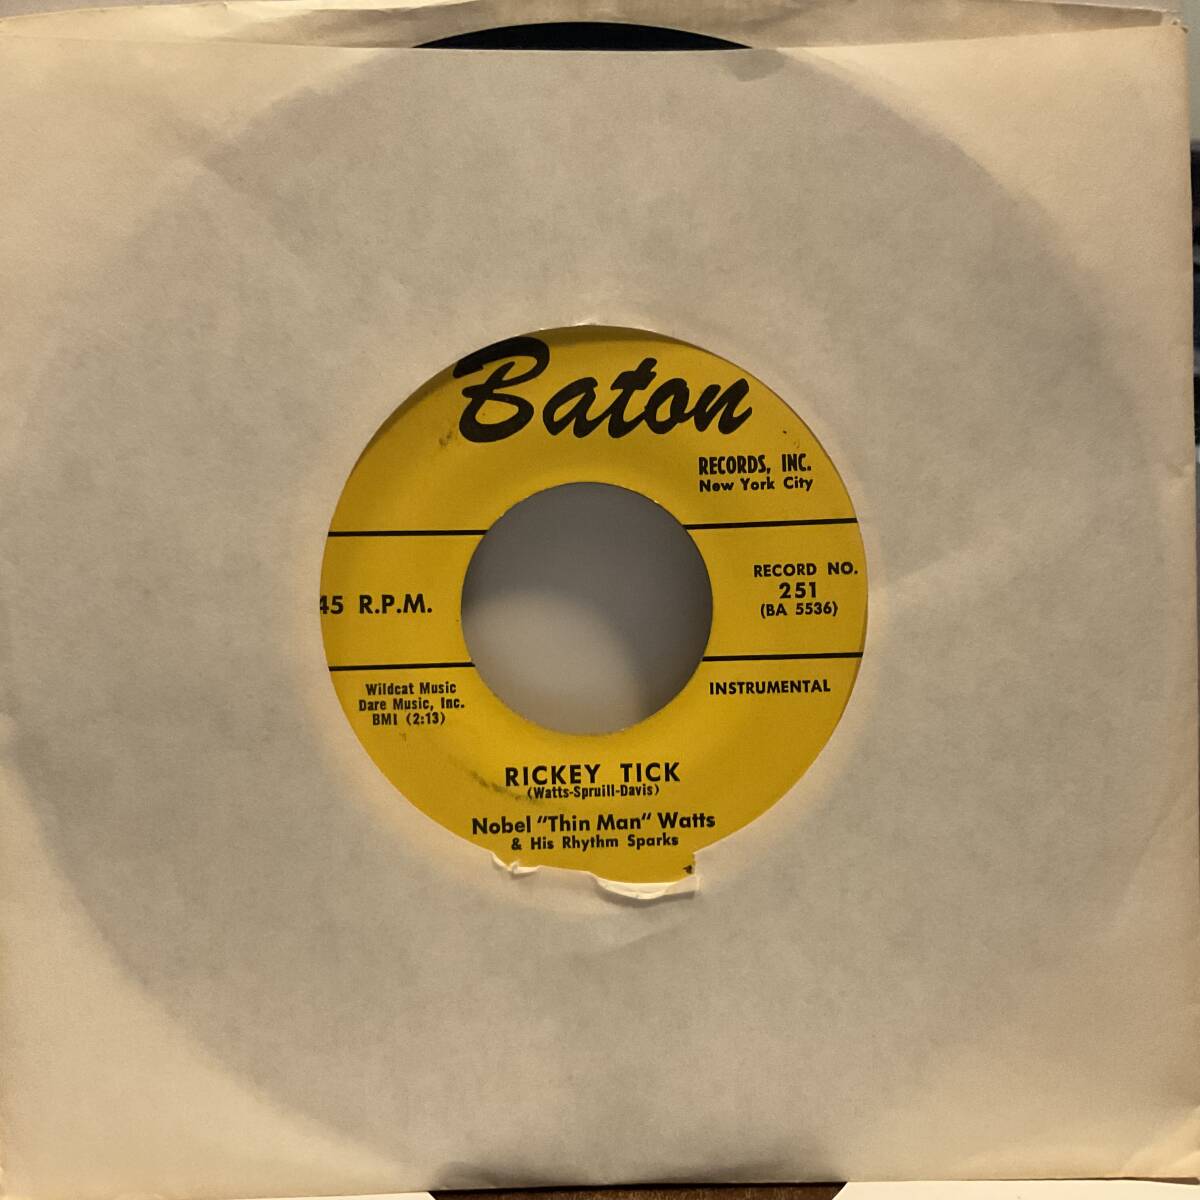 Baton
RECORDS, INC.
New York City
45 R.P.M.
RECORD NO.
251
(BA 5536)
Wildcat Music
Dare Music, Inc.
BMI (2:13)
INSTRUMENTAL
RICKEY TICK
(Watts-Spruill-Davis)
Nobel "Thin Man" Watts
& His Rhythm Sparks